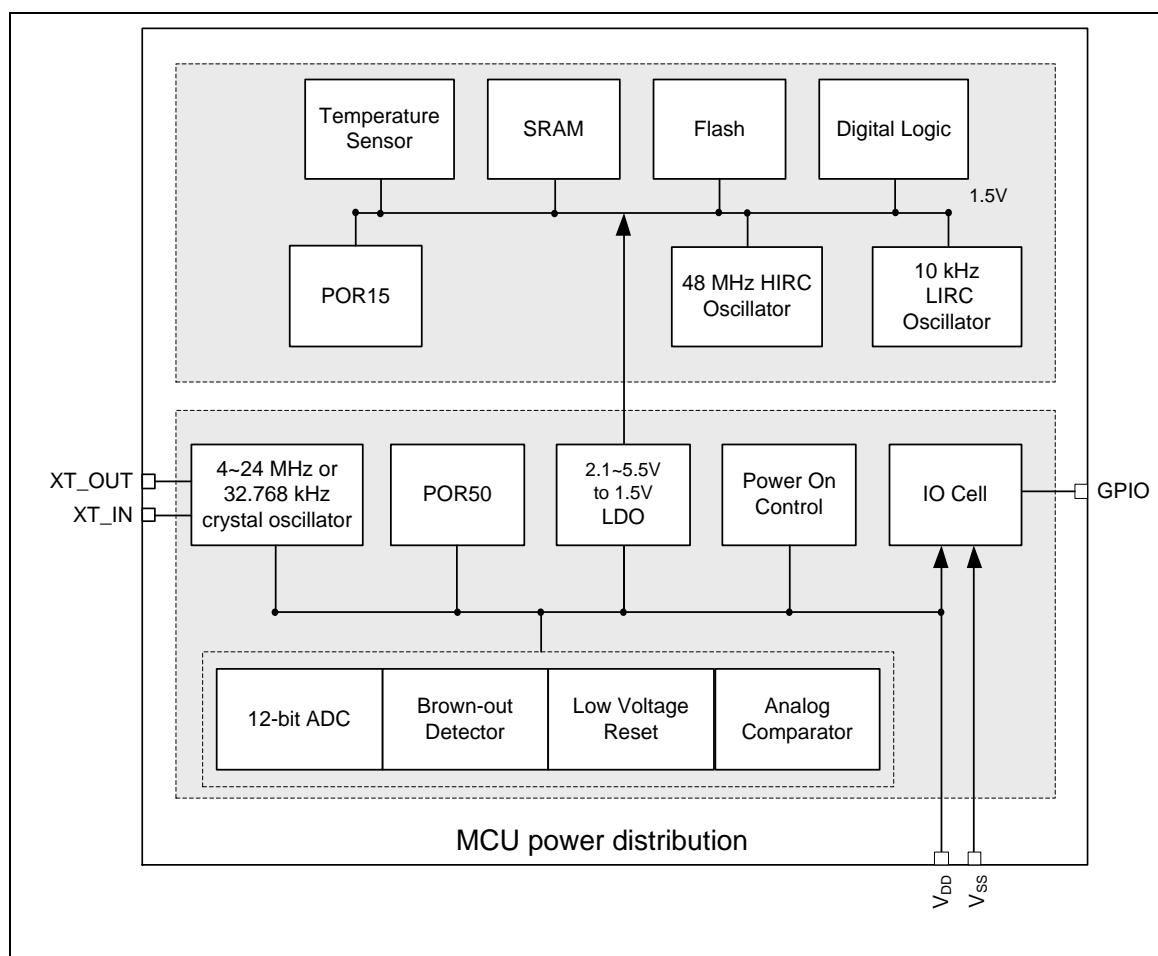 Temperature
Sensor
SRAM
Flash
Digital Logic
1.5V
POR15
48 MHz HIRC
Oscillator
10 kHz
LIRC
Oscillator
XT_OUT
XT_IN
4~24 MHz or
32.768 kHz
crystal oscillator
POR50
2.1~5.5V
to 1.5V
LDO
Power On
Control
IO Cell
GPIO
12-bit ADC
Brown-out
Detector
Low Voltage
Reset
Analog
Comparator
MCU power distribution
VDD
VSS